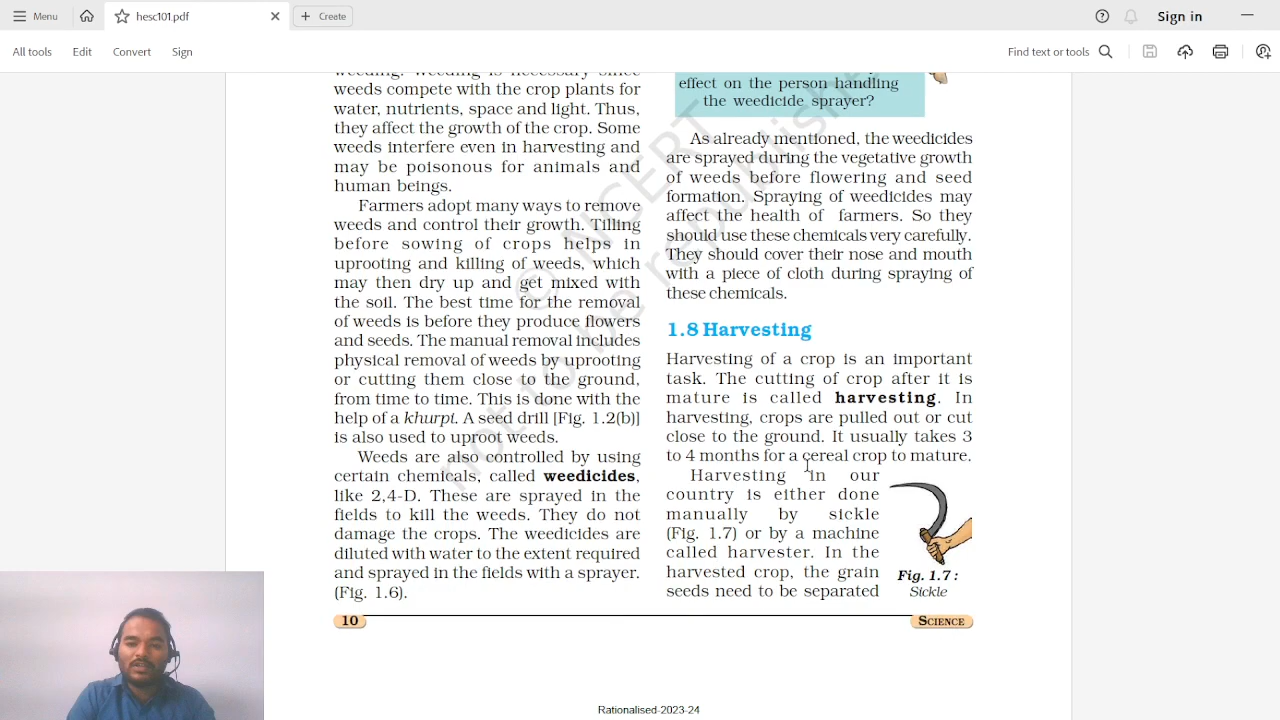 Menu
hesc101.pdf
Create
Sign in
All tools
Edit
Convert
Sign
Find text or tools
weeding. Weeding is necessary since
weeds compete with the crop plants for
water, nutrients, space and light. Thus,
they affect the growth of the crop. Some
weeds interfere even in harvesting and
may be poisonous for animals and
human beings.
Farmers adopt many ways to remove
weeds and control their growth. Tilling
before sowing of crops helps in
uprooting and killing of weeds, which
may then dry up and get mixed with
the soil. The best time for the removal
of weeds is before they produce flowers
and seeds. The manual removal includes
physical removal of weeds by uprooting
or cutting them close to the ground,
from time to time. This is done with the
help of a khurpi. A seed drill [Fig. 1.2(b)]
is also used to uproot weeds.
Weeds are also controlled by using
certain chemicals, called weedicides,
like 2,4-D. These are sprayed in the
fields to kill the weeds. They do not
damage the crops. The weedicides are
diluted with water to the extent required
and sprayed in the fields with a sprayer.
(Fig. 1.6).
effect on the person handling
the weedicide sprayer?
As already mentioned, the weedicides
are sprayed during the vegetative growth
of weeds before flowering and seed
formation. Spraying of weedicides may
affect the health of farmers. So they
should use these chemicals very carefully.
They should cover their nose and mouth
with a piece of cloth during spraying of
these chemicals.
1.8 Harvesting
Harvesting of a crop is an important
task. The cutting of crop after it is
mature is called harvesting. In
harvesting, crops are pulled out or cut
close to the ground. It usually takes 3
to 4 months for a cereal crop to mature.
Harvesting in our
country is either done
manually by sickle
(Fig. 1.7) or by a machine
called harvester. In the
harvested crop, the grain
seeds need to be separated
Fig. 1.7 :
Sickle
10
SCIENCE
Rationalised-2023-24
© NCERT
not to be republishe